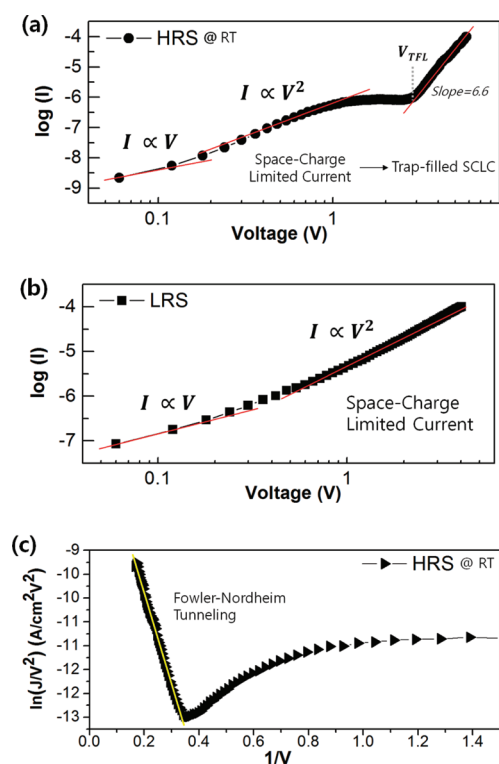 (a)
HRS @ RT
V_TFL
Slope=6.6
I ∝ V²
I ∝ V
Space-Charge
Limited Current → Trap-filled SCLC
log (I)
-4
-5
-6
-7
-8
-9
0.1 1
Voltage (V)
(b)
LRS
I ∝ V²
I ∝ V
Space-Charge
Limited Current
log (I)
-4
-5
-6
-7
0.1 1
Voltage (V)
(c)
HRS @ RT
Fowler-Nordheim
Tunneling
ln(J/V²) (A/cm²V²)
-9
-10
-10
-11
-11
-12
-12
-13
0.0 0.2 0.4 0.6 0.8 1.0 1.2 1.4
1/V